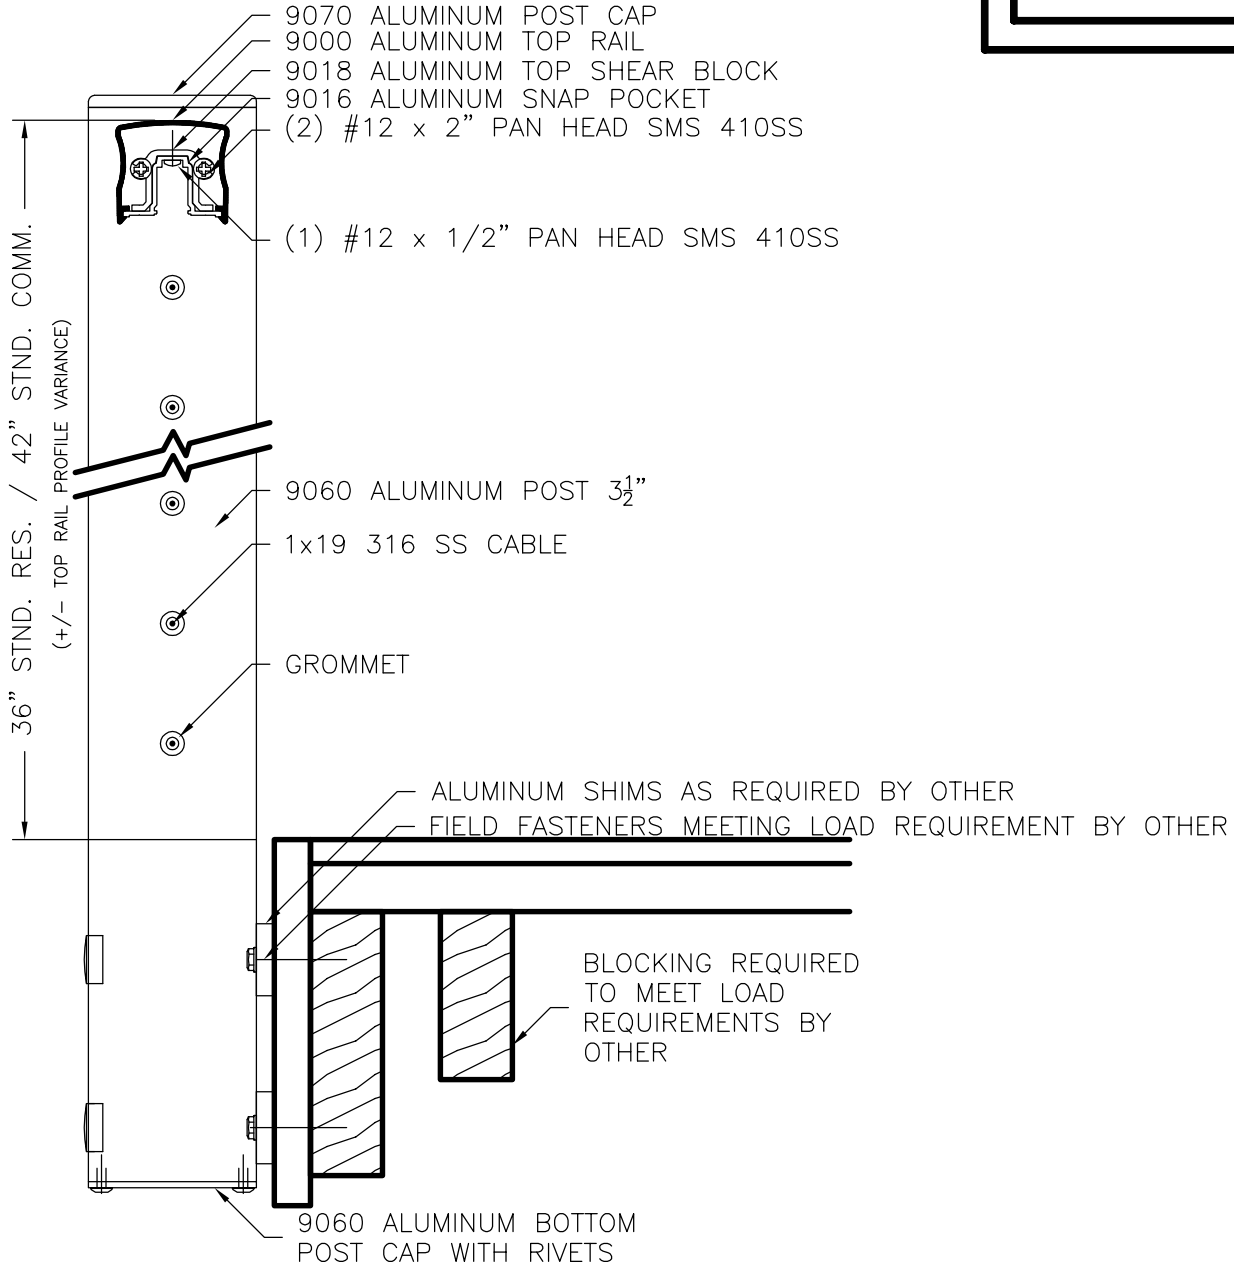 9070 ALUMINUM POST CAP
9000 ALUMINUM TOP RAIL
9018 ALUMINUM TOP SHEAR BLOCK
9016 ALUMINUM SNAP POCKET
(2) #12 x 2" PAN HEAD SMS 410SS
(1) #12 x 1/2" PAN HEAD SMS 410SS
36" STND. RES. / 42" STND. COMM.
(+/- TOP RAIL PROFILE VARIANCE)
9060 ALUMINUM POST 3½"
1x19 316 SS CABLE
GROMMET
ALUMINUM SHIMS AS REQUIRED BY OTHER
FIELD FASTENERS MEETING LOAD REQUIREMENT BY OTHER
BLOCKING REQUIRED
TO MEET LOAD
REQUIREMENTS BY
OTHER
9060 ALUMINUM BOTTOM
POST CAP WITH RIVETS